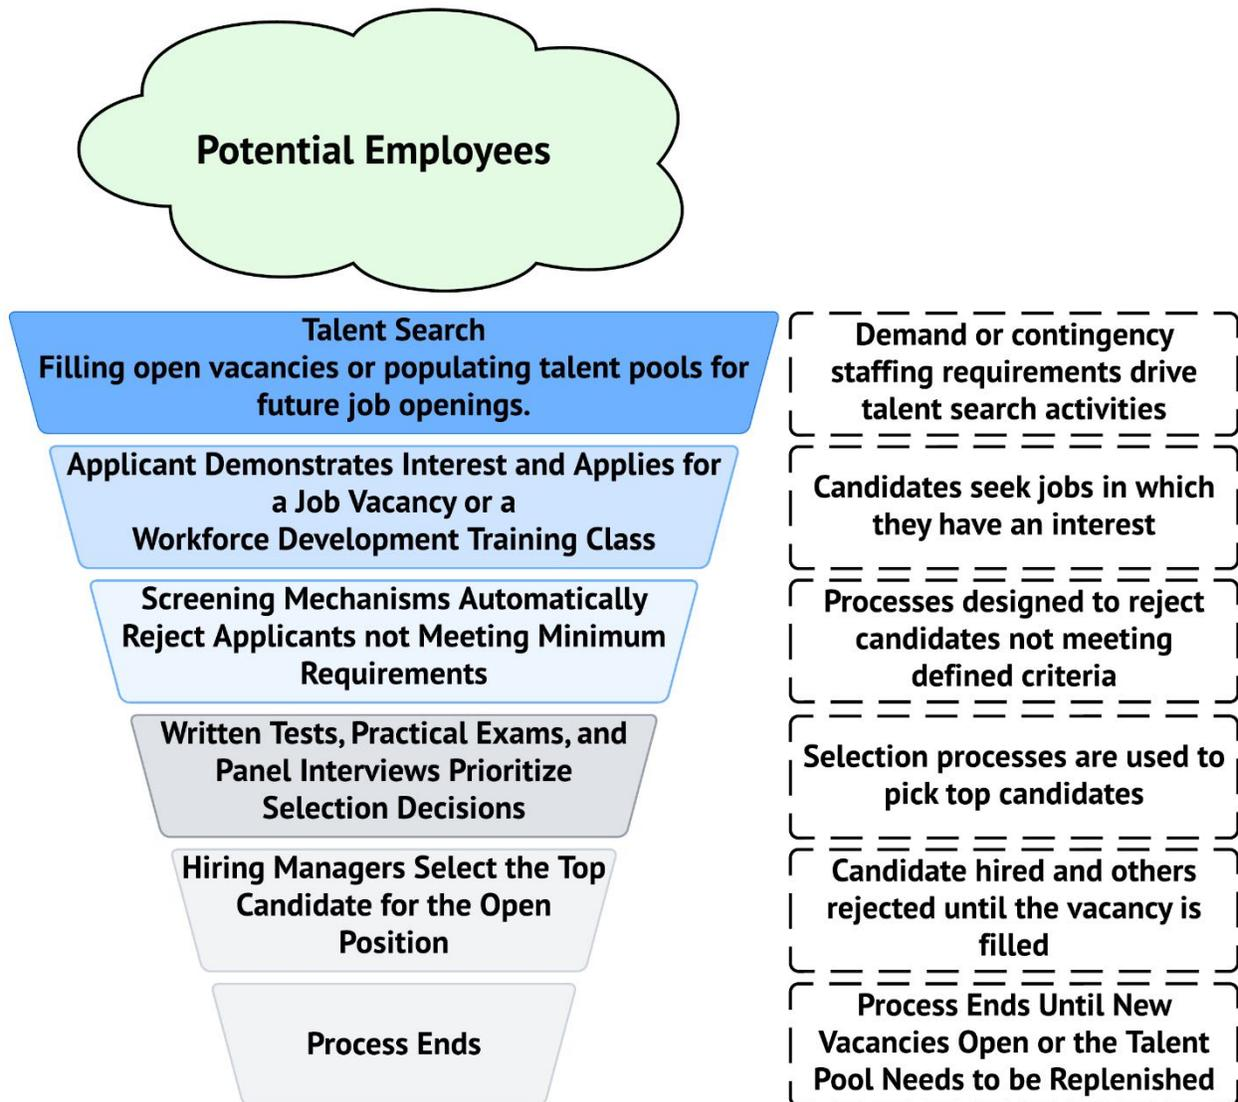 Potential Employees
Talent Search
Filling open vacancies or populating talent pools for
future job openings.
Demand or contingency
staffing requirements drive
talent search activities
Applicant Demonstrates Interest and Applies for
a Job Vacancy or a
Workforce Development Training Class
Candidates seek jobs in which
they have an interest
Screening Mechanisms Automatically
Reject Applicants not Meeting Minimum
Requirements
Processes designed to reject
candidates not meeting
defined criteria
Written Tests, Practical Exams, and
Panel Interviews Prioritize
Selection Decisions
Selection processes are used to
pick top candidates
Hiring Managers Select the Top
Candidate for the Open
Position
Candidate hired and others
rejected until the vacancy is
filled
Process Ends
Process Ends Until New
Vacancies Open or the Talent
Pool Needs to be Replenished